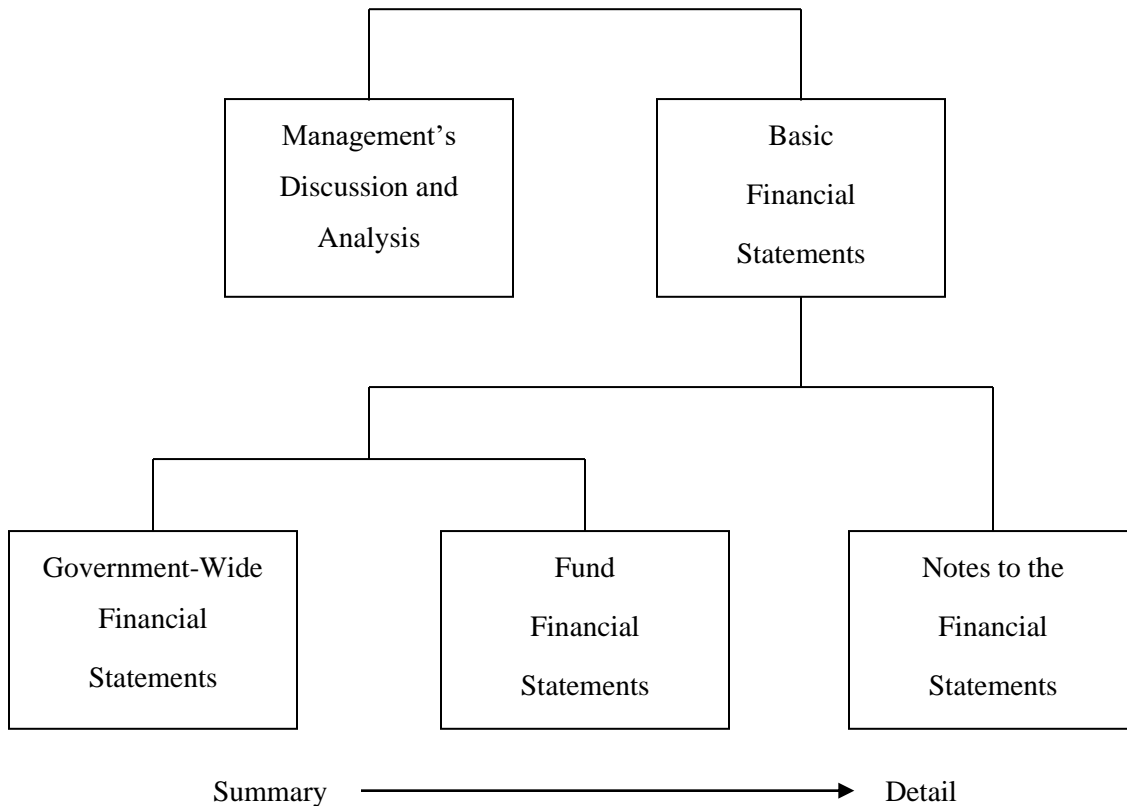 Management’s
Discussion and
Analysis
Basic
Financial
Statements
Government-Wide
Financial
Statements
Fund
Financial
Statements
Notes to the
Financial
Statements
Summary
Detail